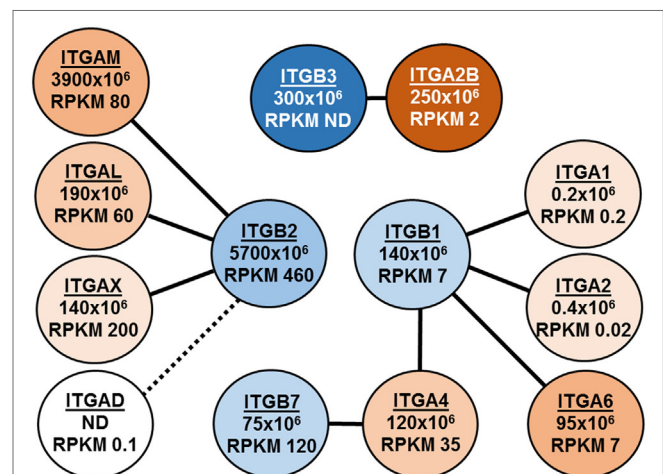 ITGAM
3900x10⁶
RPKM 80
ITGB3
300x10⁶
RPKM ND
ITGA2B
250x10⁶
RPKM 2
ITGAL
190x10⁶
RPKM 60
ITGB2
5700x10⁶
RPKM 460
ITGB1
140x10⁶
RPKM 7
ITGA1
0.2x10⁶
RPKM 0.2
ITGAX
140x10⁶
RPKM 200
ITGA2
0.4x10⁶
RPKM 0.02
ITGAD
ND
RPKM 0.1
ITGB7
75x10⁶
RPKM 120
ITGA4
120x10⁶
RPKM 35
ITGA6
95x10⁶
RPKM 7